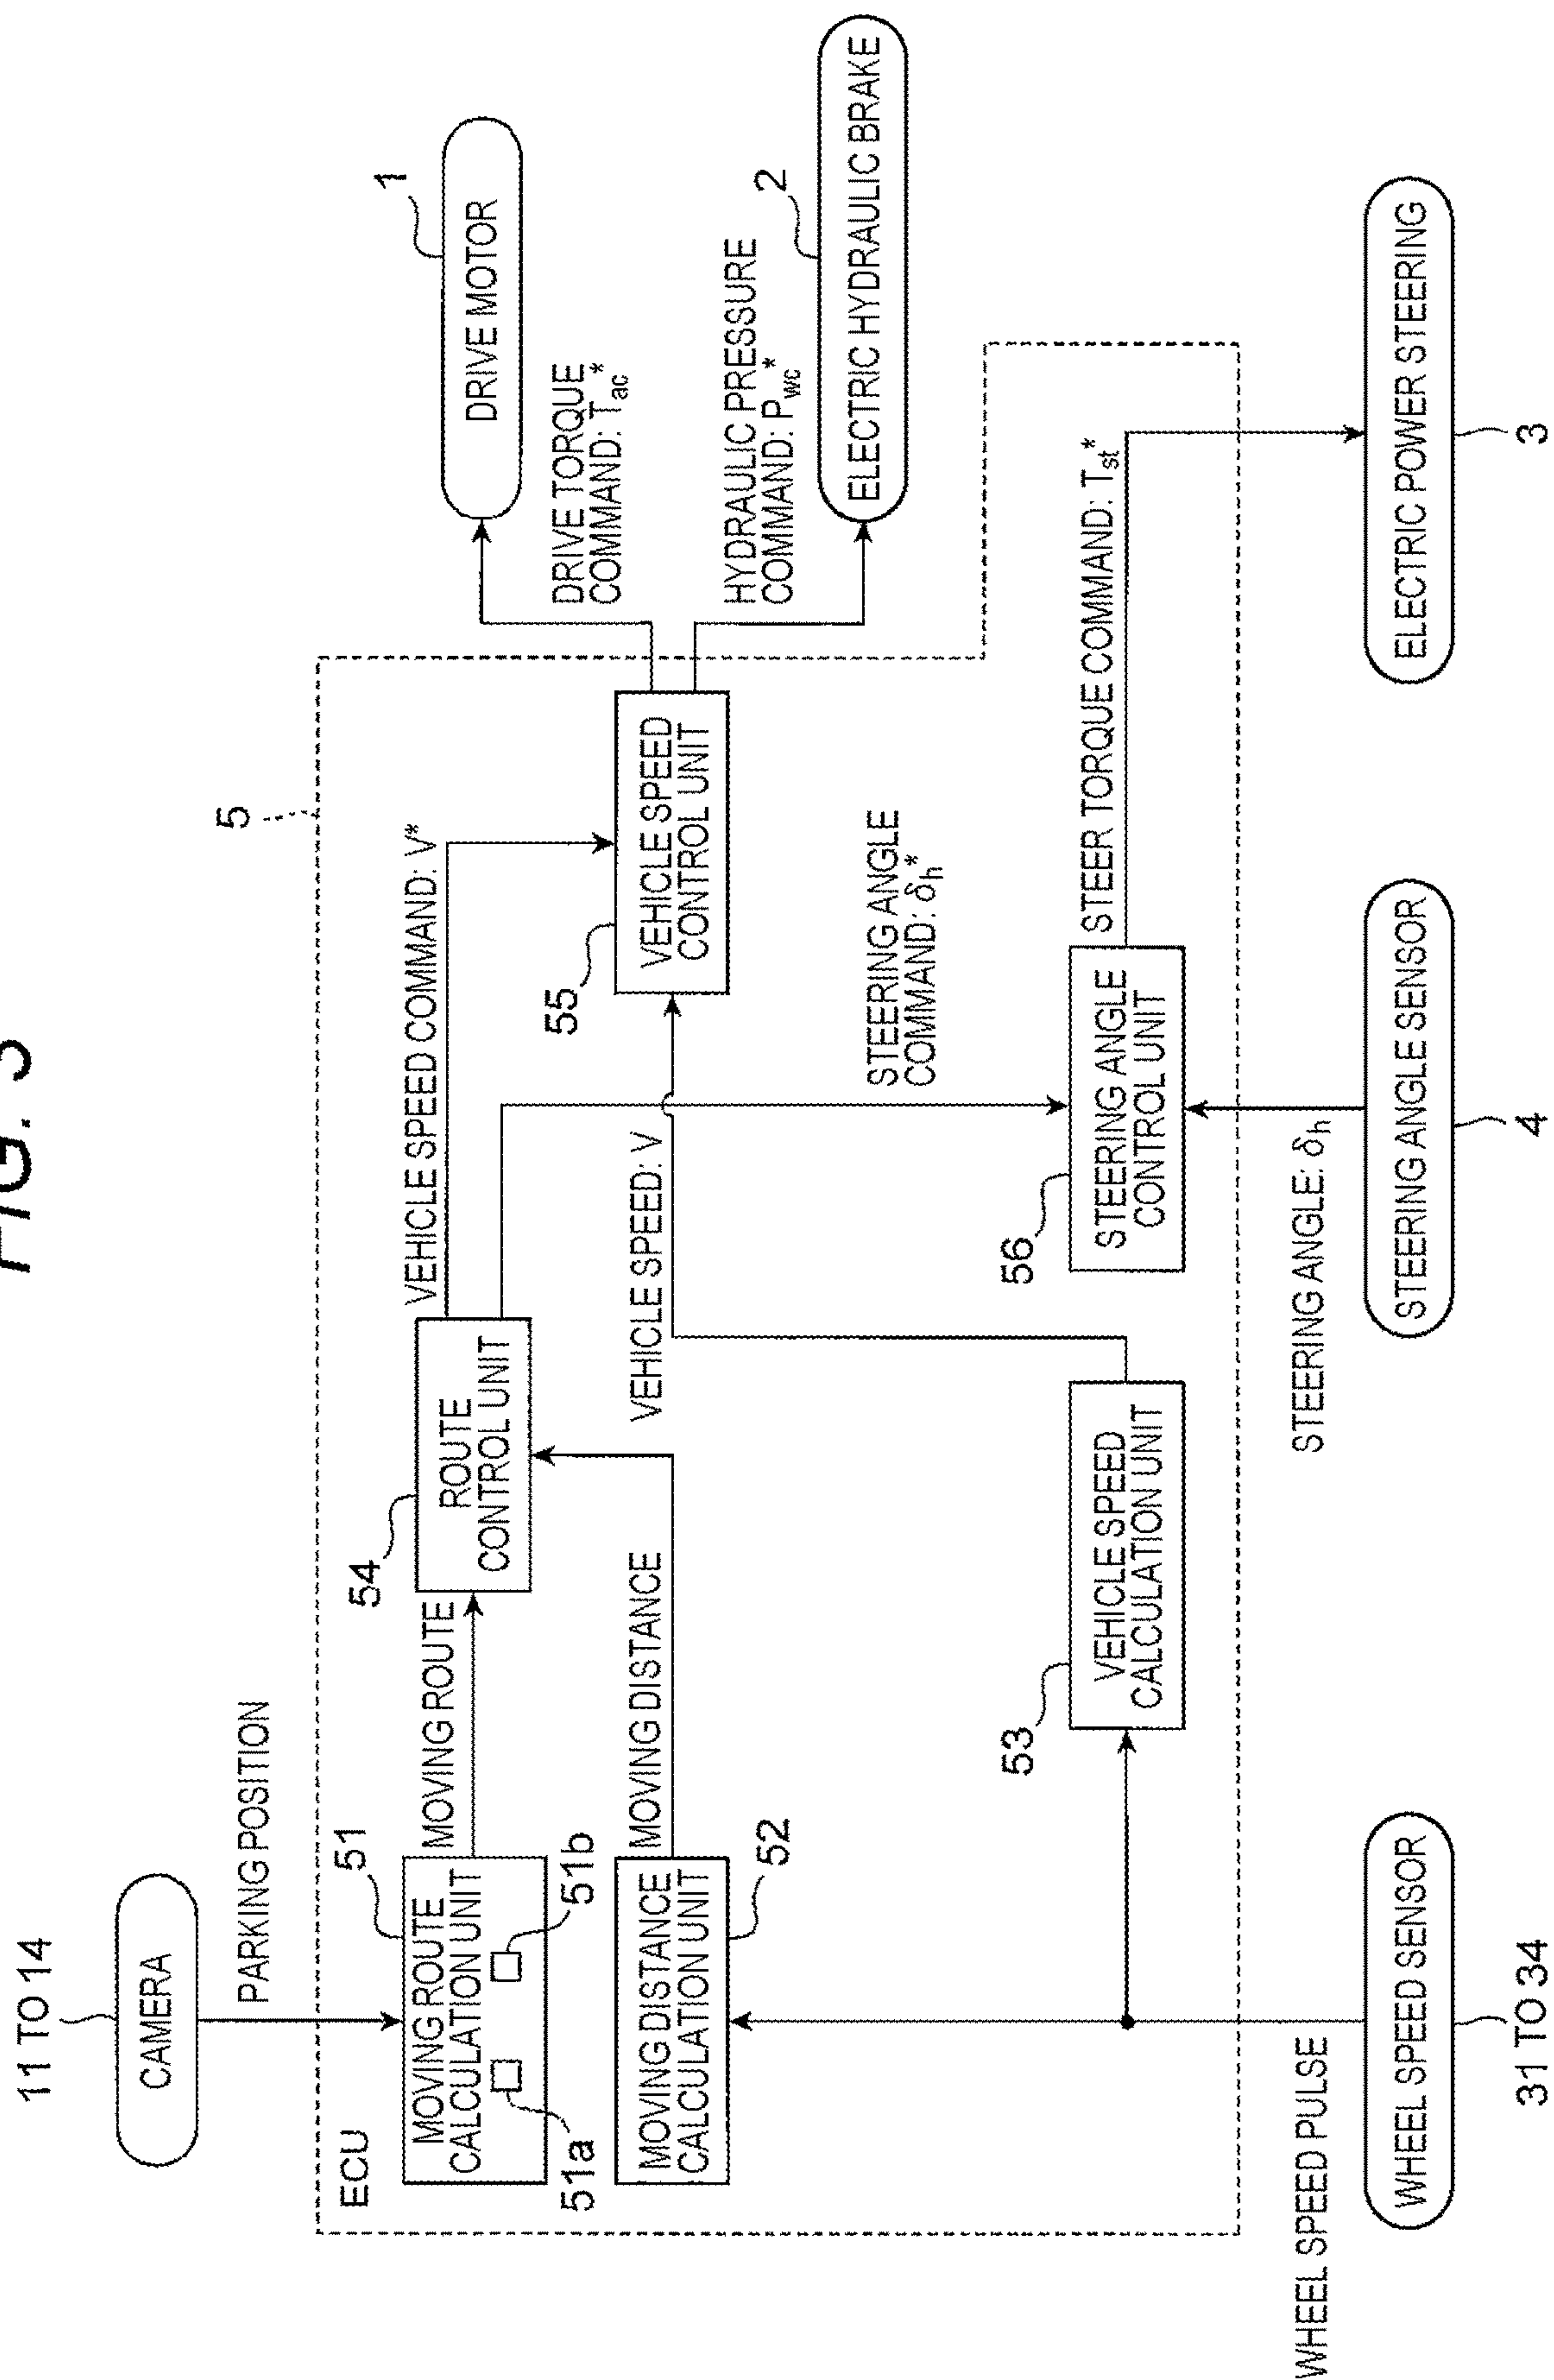 FIG. 3
11 TO 14
CAMERA
PARKING POSITION
5
ECU
51
MOVING ROUTE
CALCULATION UNIT
51a
51b
MOVING ROUTE
54
ROUTE
CONTROL UNIT
VEHICLE SPEED COMMAND: V*
MOVING DISTANCE
CALCULATION UNIT
52
MOVING DISTANCE
VEHICLE SPEED: V
55
VEHICLE SPEED
CONTROL UNIT
DRIVE TORQUE
COMMAND: Tac*
1
DRIVE MOTOR
HYDRAULIC PRESSURE
COMMAND: Pwc*
2
ELECTRIC HYDRAULIC BRAKE
STEERING ANGLE
COMMAND: δh*
53
VEHICLE SPEED
CALCULATION UNIT
56
STEERING ANGLE
CONTROL UNIT
STEER TORQUE COMMAND: Tst*
WHEEL SPEED PULSE
WHEEL SPEED SENSOR
31 TO 34
STEERING ANGLE: δh
STEERING ANGLE SENSOR
4
ELECTRIC POWER STEERING
3